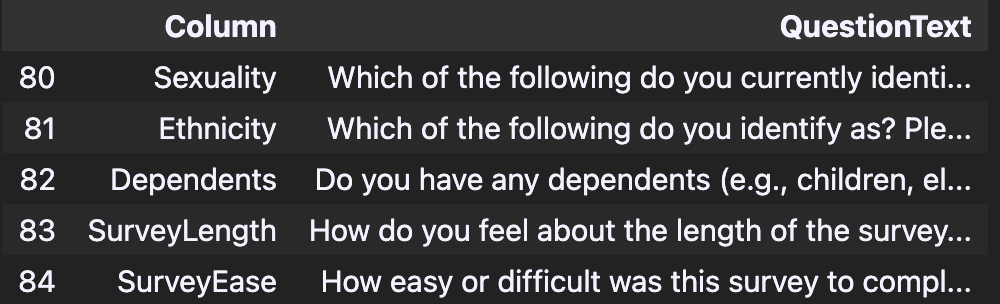 Column QuestionText
80 Sexuality Which of the following do you currently identi...
81 Ethnicity Which of the following do you identify as? Ple...
82 Dependents Do you have any dependents (e.g., children, el...
83 SurveyLength How do you feel about the length of the survey...
84 SurveyEase How easy or difficult was this survey to compl...